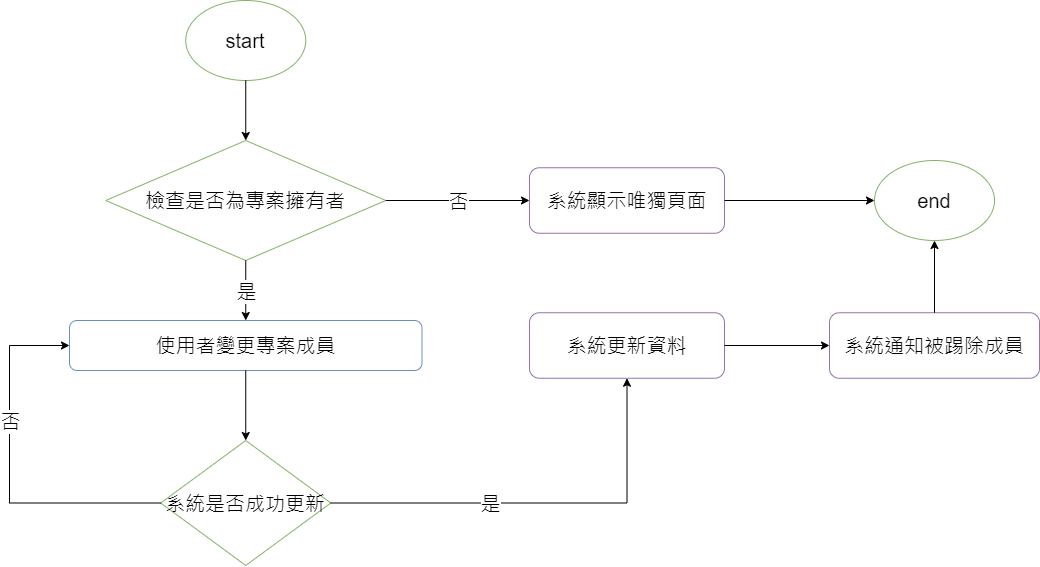 start
檢查是否為專案擁有者
否
系統顯示唯獨頁面
end
是
使用者變更專案成員
系統更新資料
系統通知被踢除成員
否
系統是否成功更新
是